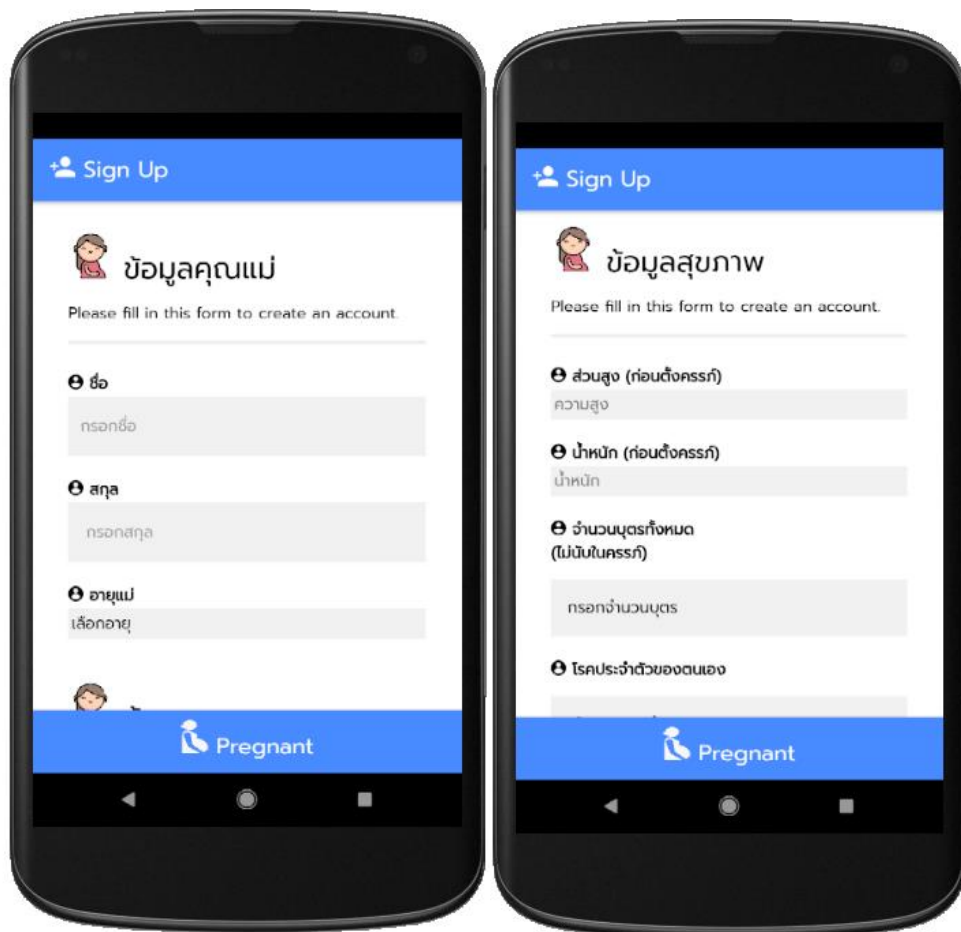 Sign Up
ข้อมูลคุณแม่
Please fill in this form to create an account.
ชื่อ
กรอกชื่อ
สกุล
กรอกสกุล
อายุแม่
เลือกอายุ
Pregnant
Sign Up
ข้อมูลสุขภาพ
Please fill in this form to create an account.
ส่วนสูง (ก่อนตั้งครรภ์)
ความสูง
น้ำหนัก (ก่อนตั้งครรภ์)
น้ำหนัก
จำนวนบุตรทั้งหมด
(ไม่นับในครรภ์)
กรอกจำนวนบุตร
โรคประจำตัวของตนเอง
Pregnant